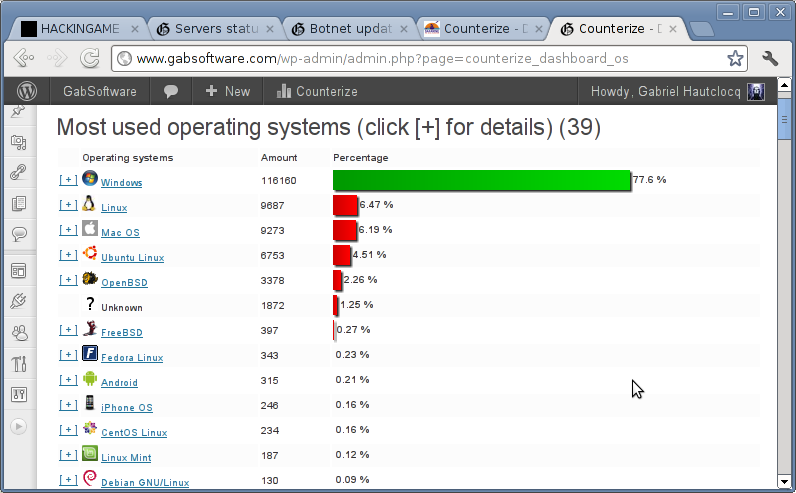 HACKINGAME
Servers statu
Botnet updat
Counterize - D
Counterize - D
www.gabsoftware.com/wp-admin/admin.php?page=counterize_dashboard_os
GabSoftware + New Counterize Howdy, Gabriel Hautclocq
Most used operating systems (click [+] for details) (39)
Operating systems Amount Percentage
[ + ] Windows 116160 77.6 %
[ + ] Linux 9687 6.47 %
[ + ] Mac OS 9273 6.19 %
[ + ] Ubuntu Linux 6753 4.51 %
[ + ] OpenBSD 3378 2.26 %
? Unknown 1872 1.25 %
[ + ] FreeBSD 397 0.27 %
[ + ] Fedora Linux 343 0.23 %
[ + ] Android 315 0.21 %
[ + ] iPhone OS 246 0.16 %
[ + ] CentOS Linux 234 0.16 %
[ + ] Linux Mint 187 0.12 %
[ + ] Debian GNU/Linux 130 0.09 %